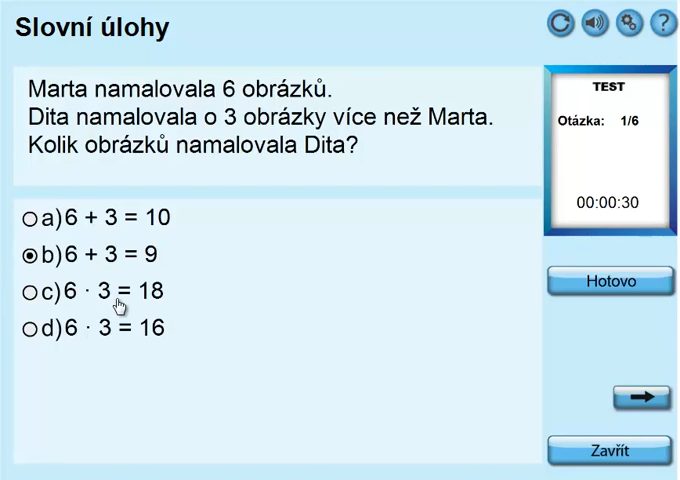 Slovní úlohy
?
Marta namalovala 6 obrázků.
Dita namalovala o 3 obrázky více než Marta.
Kolik obrázků namalovala Dita?
a) 6 + 3 = 10
b) 6 + 3 = 9
c) 6 · 3 = 18
d) 6 · 3 = 16
TEST
Otázka: 1/6
00:00:30
Hotovo
Zavřít